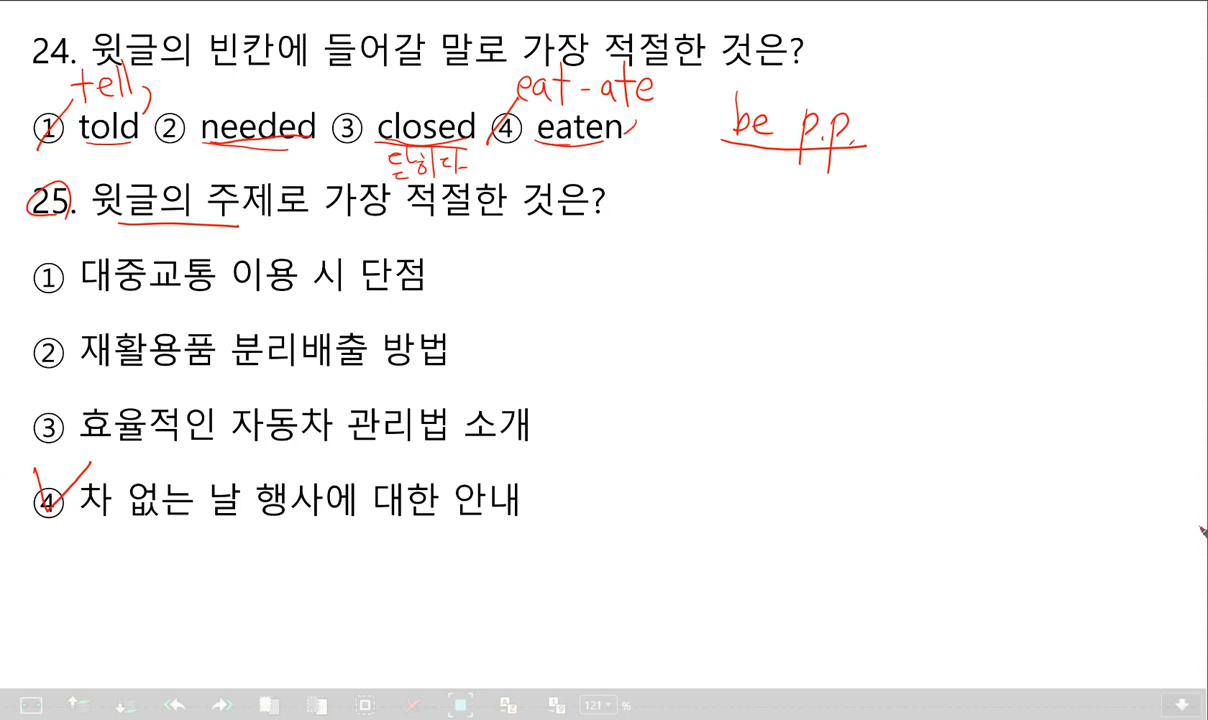 24. 윗글의 빈칸에 들어갈 말로 가장 적절한 것은?
tell, eat - ate
① told ② needed ③ closed ④ eaten, be p.p.
닫히다
25. 윗글의 주제로 가장 적절한 것은?
① 대중교통 이용 시 단점
② 재활용품 분리배출 방법
③ 효율적인 자동차 관리법 소개
④ 차 없는 날 행사에 대한 안내
121 %